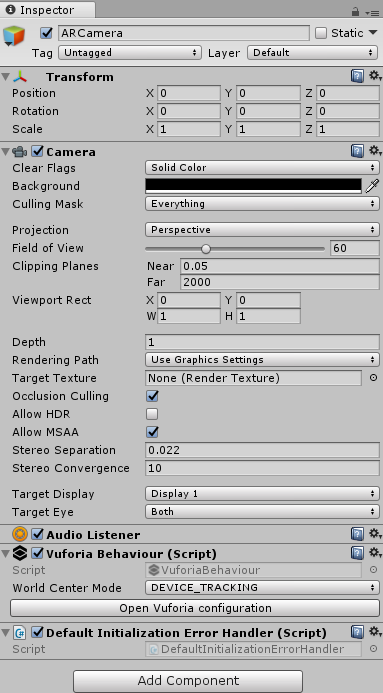 Inspector
ARCamera Static
Tag Untagged Layer Default
Transform
Position X 0 Y 0 Z 0
Rotation X 0 Y 0 Z 0
Scale X 1 Y 1 Z 1
Camera
Clear Flags Solid Color
Background
Culling Mask Everything
Projection Perspective
Field of View 60
Clipping Planes Near 0.05
Far 2000
Viewport Rect X 0 Y 0
W 1 H 1
Depth 1
Rendering Path Use Graphics Settings
Target Texture None (Render Texture)
Occlusion Culling
Allow HDR
Allow MSAA
Stereo Separation 0.022
Stereo Convergence 10
Target Display Display 1
Target Eye Both
Audio Listener
Vuforia Behaviour (Script)
Script VuforiaBehaviour
World Center Mode DEVICE_TRACKING
Open Vuforia configuration
Default Initialization Error Handler (Script)
Script DefaultInitializationErrorHandler
Add Component